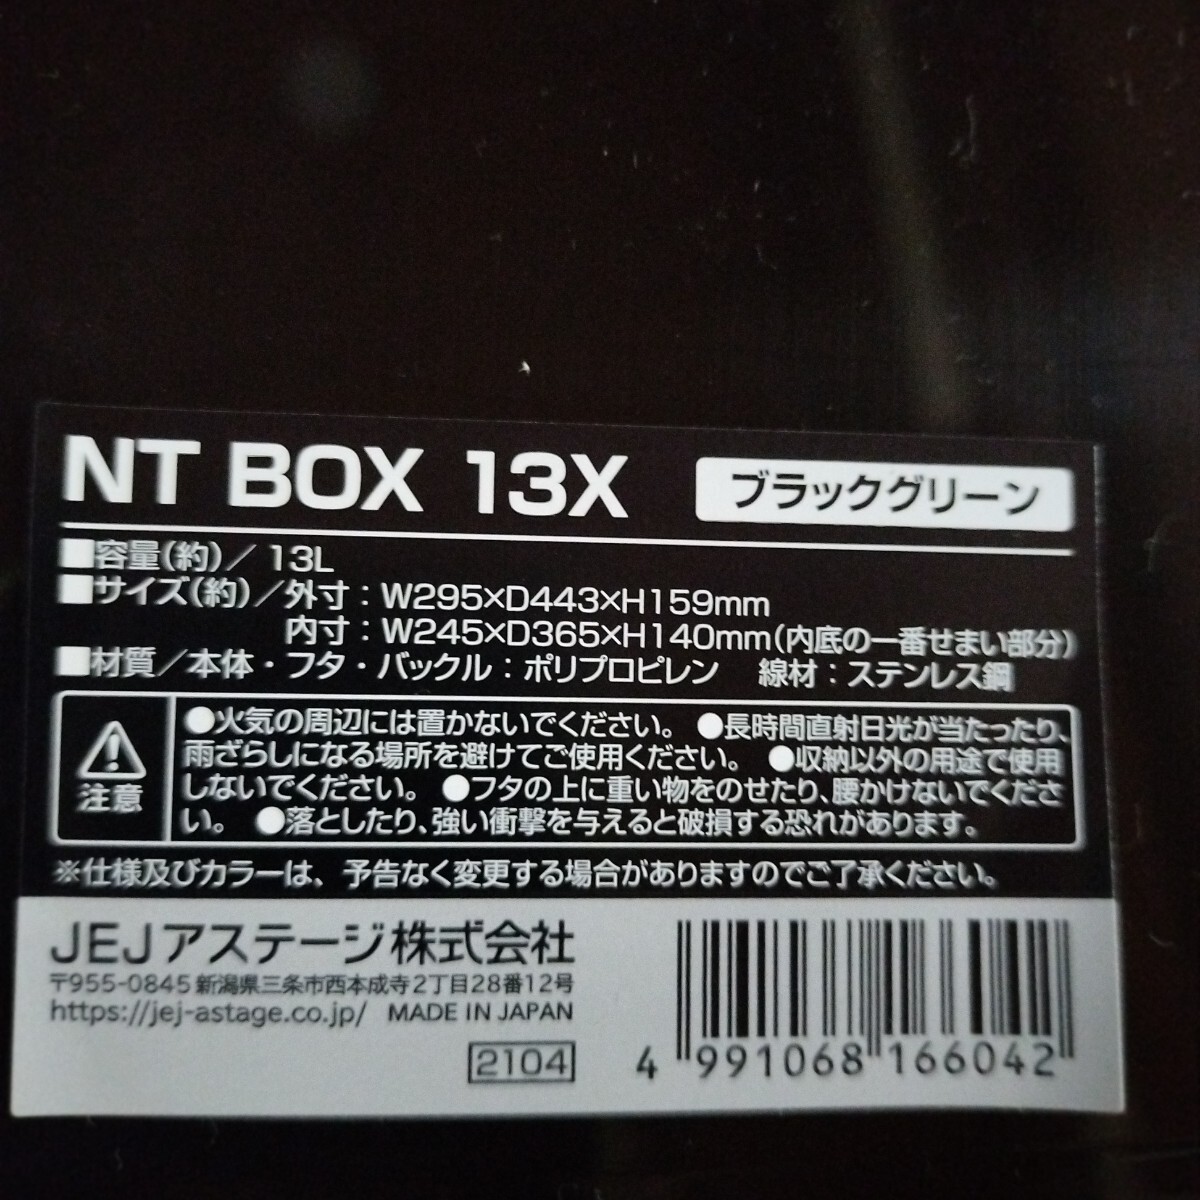 NT BOX 13X ブラックグリーン
■容量(約)／13L
■サイズ(約)／外寸：W295×D443×H159mm
内寸：W245×D365×H140mm(内底の一番せまい部分)
■材質／本体・フタ・バックル：ポリプロピレン 線材：ステンレス鋼
●火気の周辺には置かないでください。 ●長時間直射日光が当たったり、
雨ざらしになる場所を避けてご使用ください。 ●収納以外の用途で使用
しないでください。 ●フタの上に重い物をのせたり、腰かけないでくださ
い。 ●落としたり、強い衝撃を与えると破損する恐れがあります。
注意
※仕様及びカラーは、予告なく変更する場合がありますのでご了承ください。
JEJアステージ株式会社
〒955-0845 新潟県三条市西本成寺2丁目28番12号
https://jej-astage.co.jp/ MADE IN JAPAN
2104
4 991068 166042